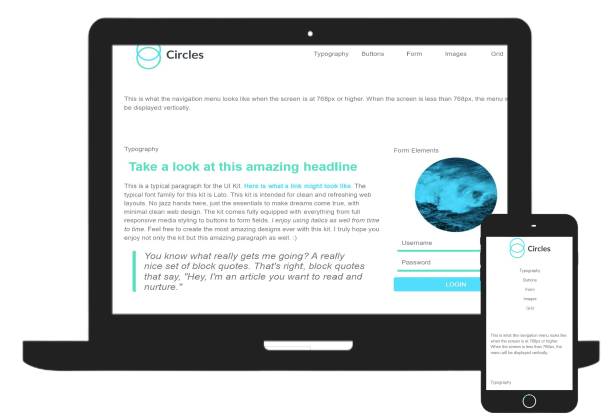 Circles
Typography Buttons Form Images Grid
This is what the navigation menu looks like when the screen is at 768px or higher. When the screen is less than 768px, the menu
be displayed vertically.
Typography
Take a look at this amazing headline
This is a typical paragraph for the UI Kit. Here is what a link might look like. The
typical font family for this kit is Lato. This kit is intended for clean and refreshing web
layouts. No jazz hands here, just the essentials to make dreams come true, with
minimal clean web design. The kit comes fully equipped with everything from full
responsive media styling to buttons to form fields. I enjoy using italics as well from time
to time. Feel free to create the most amazing designs ever with this kit. I truly hope you
enjoy not only the kit but this amazing paragraph as well. :)
You know what really gets me going? A really
nice set of block quotes. That's right, block quotes
that say, "Hey, I'm an article you want to read and
nurture."
Form Elements
Username
Password
LOGIN
Circles
Typography
Buttons
Form
Images
Grid
This is what the navigation menu looks like
when the screen is at 768px or higher.
When the screen is less than 768px, the
menu will be displayed vertically.
Typography